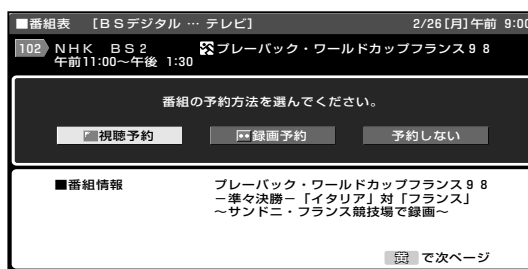 ■番組表 [BSデジタル … テレビ] 2/26[月]午前 9:00
102 NHK BS2 プレーバック・ワールドカップフランス98
午前11:00〜午後 1:30
番組の予約方法を選んでください。
視聴予約 録画予約 予約しない
■番組情報 プレーバック・ワールドカップフランス98
−準々決勝−「イタリア」対「フランス」
〜サンドニ・フランス競技場で録画〜
黄 で次ページ